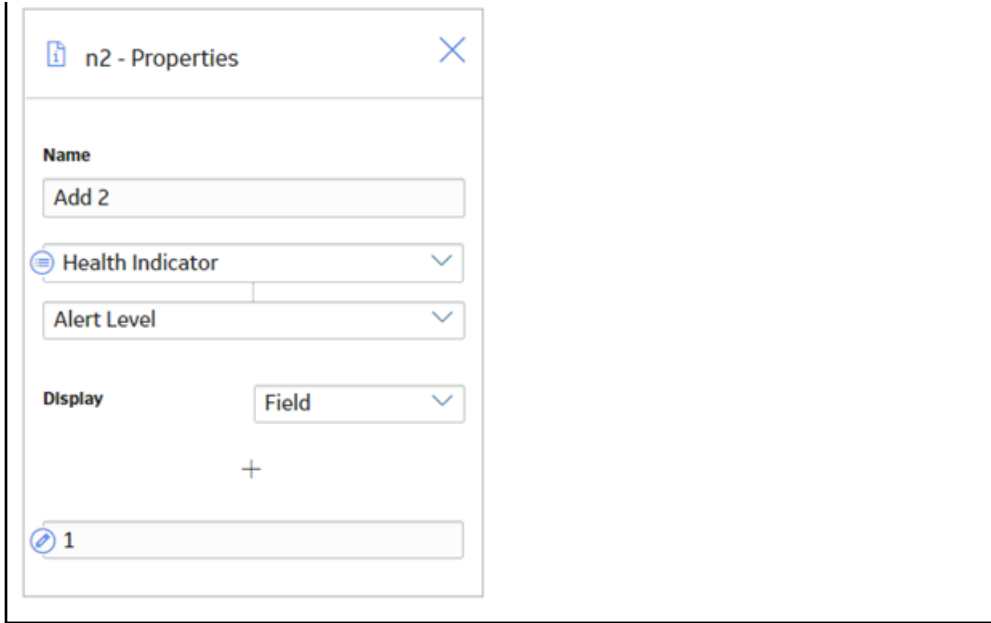 n2 - Properties
Name
Add 2
Health Indicator
Alert Level
Display Field
+
1